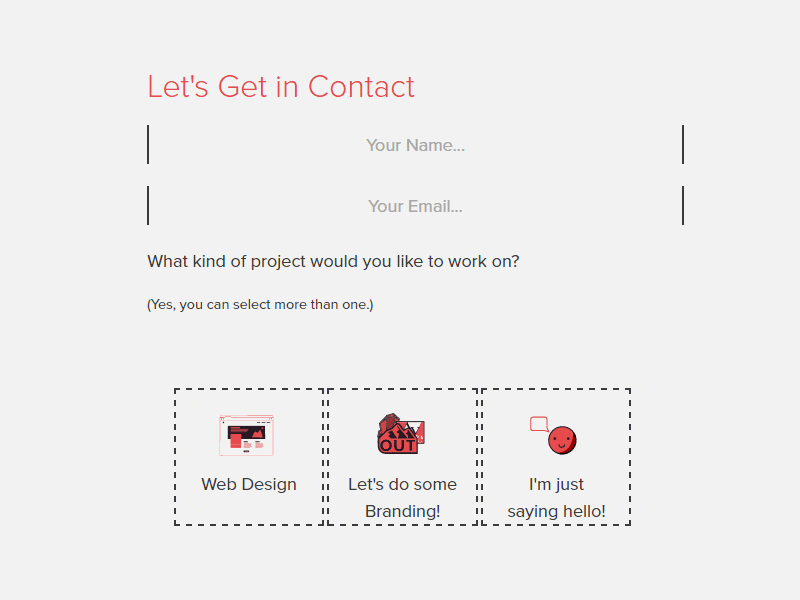 Let's Get in Contact
Your Name...
Your Email...
What kind of project would you like to work on?
(Yes, you can select more than one.)
OUT
Web Design
Let's do some
Branding!
I'm just
saying hello!